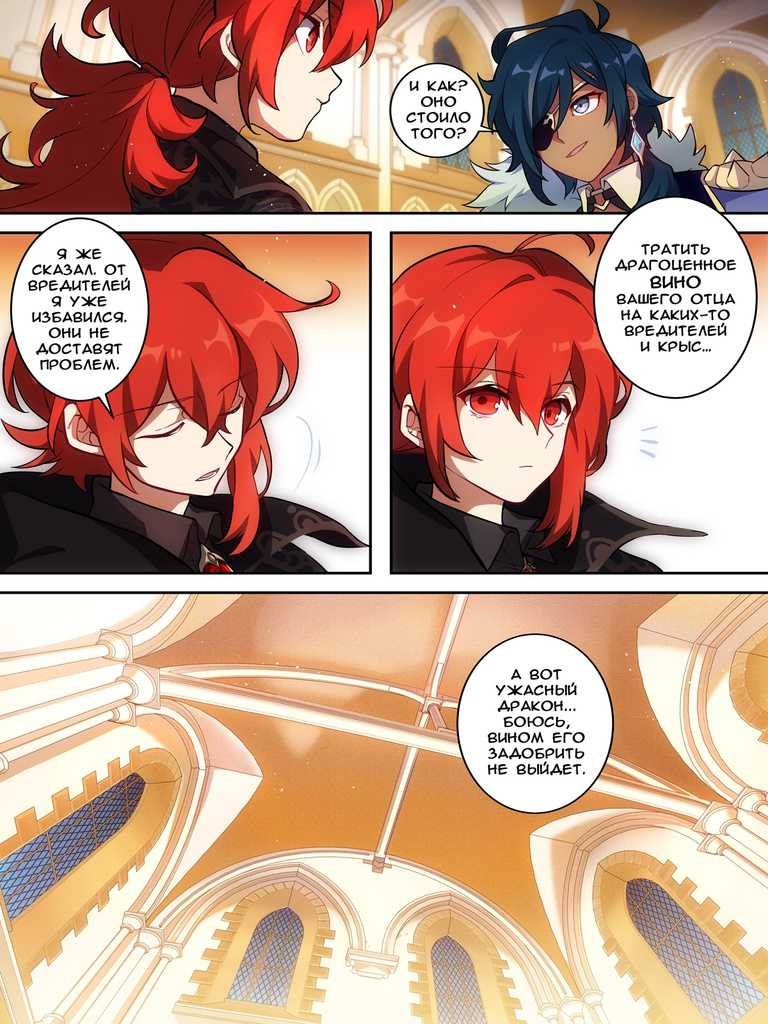 И КАК?
ОНО
СТОИЛО
ТОГО?
ТРАТИТЬ
ДРАГОЦЕННОЕ
ВИНО
ВАШЕГО ОТЦА
НА КАКИХ-ТО
ВРЕДИТЕЛЕЙ
И КРЫС...
Я ЖЕ
СКАЗАЛ. ОТ
ВРЕДИТЕЛЕЙ
Я УЖЕ
ИЗБАВИЛСЯ.
ОНИ НЕ
ДОСТАВЯТ
ПРОБЛЕМ.
А ВОТ
УЖАСНЫЙ
ДРАКОН...
БОЮСЬ,
ВИНОМ ЕГО
ЗАДОБРИТЬ
НЕ ВЫЙДЕТ.